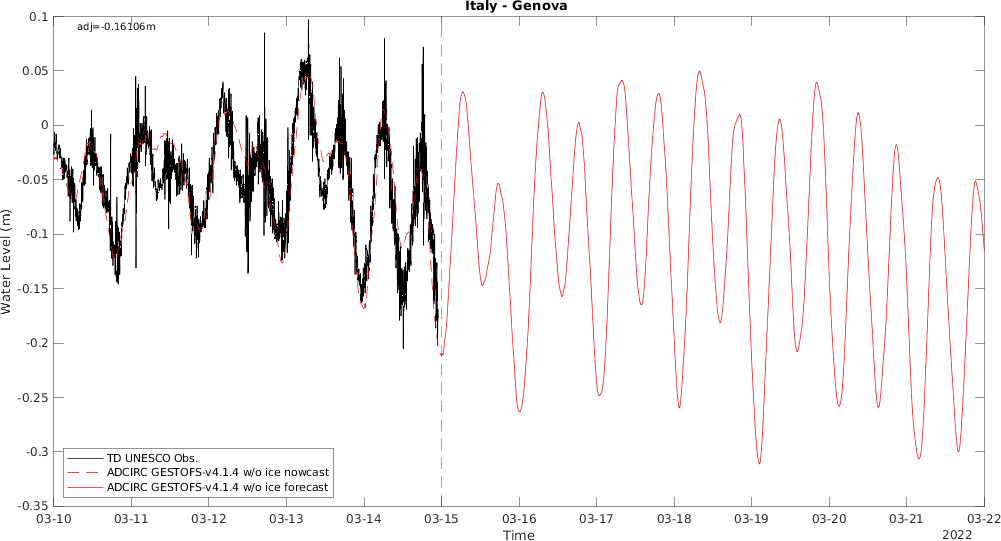 Italy - Genova
adj=-0.16106m
0.1
0.05
0
-0.05
-0.1
-0.15
-0.2
-0.25
-0.3
-0.35
Water Level (m)
TD UNESCO Obs.
ADCIRC GESTOFS-v4.1.4 w/o ice nowcast
ADCIRC GESTOFS-v4.1.4 w/o ice forecast
03-10 03-11 03-12 03-13 03-14 03-15 03-16 03-17 03-18 03-19 03-20 03-21 03-22
Time
2022